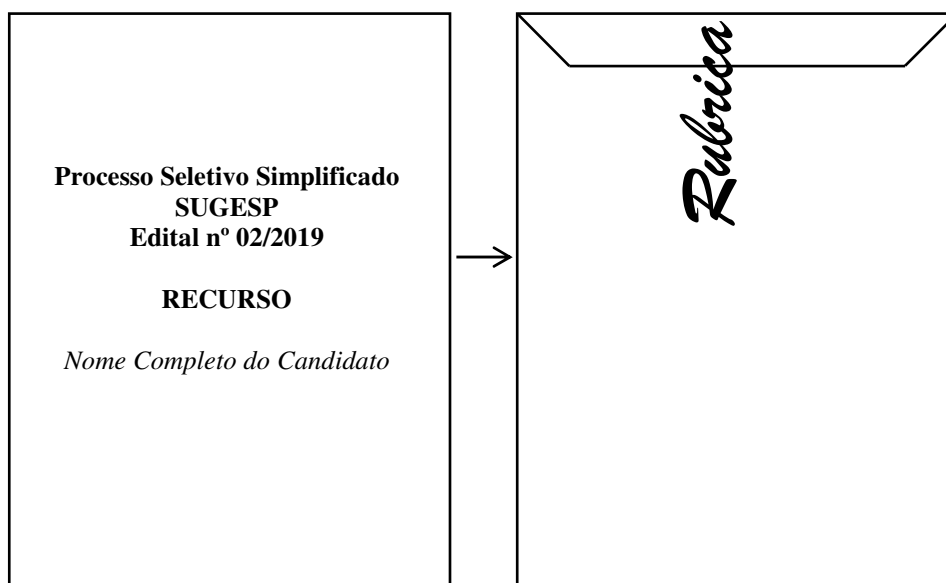 Processo Seletivo Simplificado
SUGESP
Edital nº 02/2019
RECURSO
Nome Completo do Candidato
Rubrica